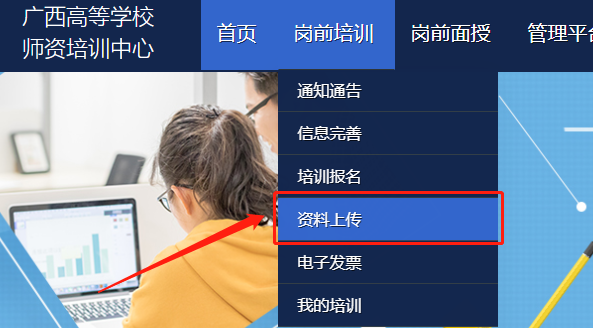 广西高等学校
师资培训中心
首页 岗前培训 岗前面授 管理平台
通知通告
信息完善
培训报名
资料上传
电子发票
我的培训